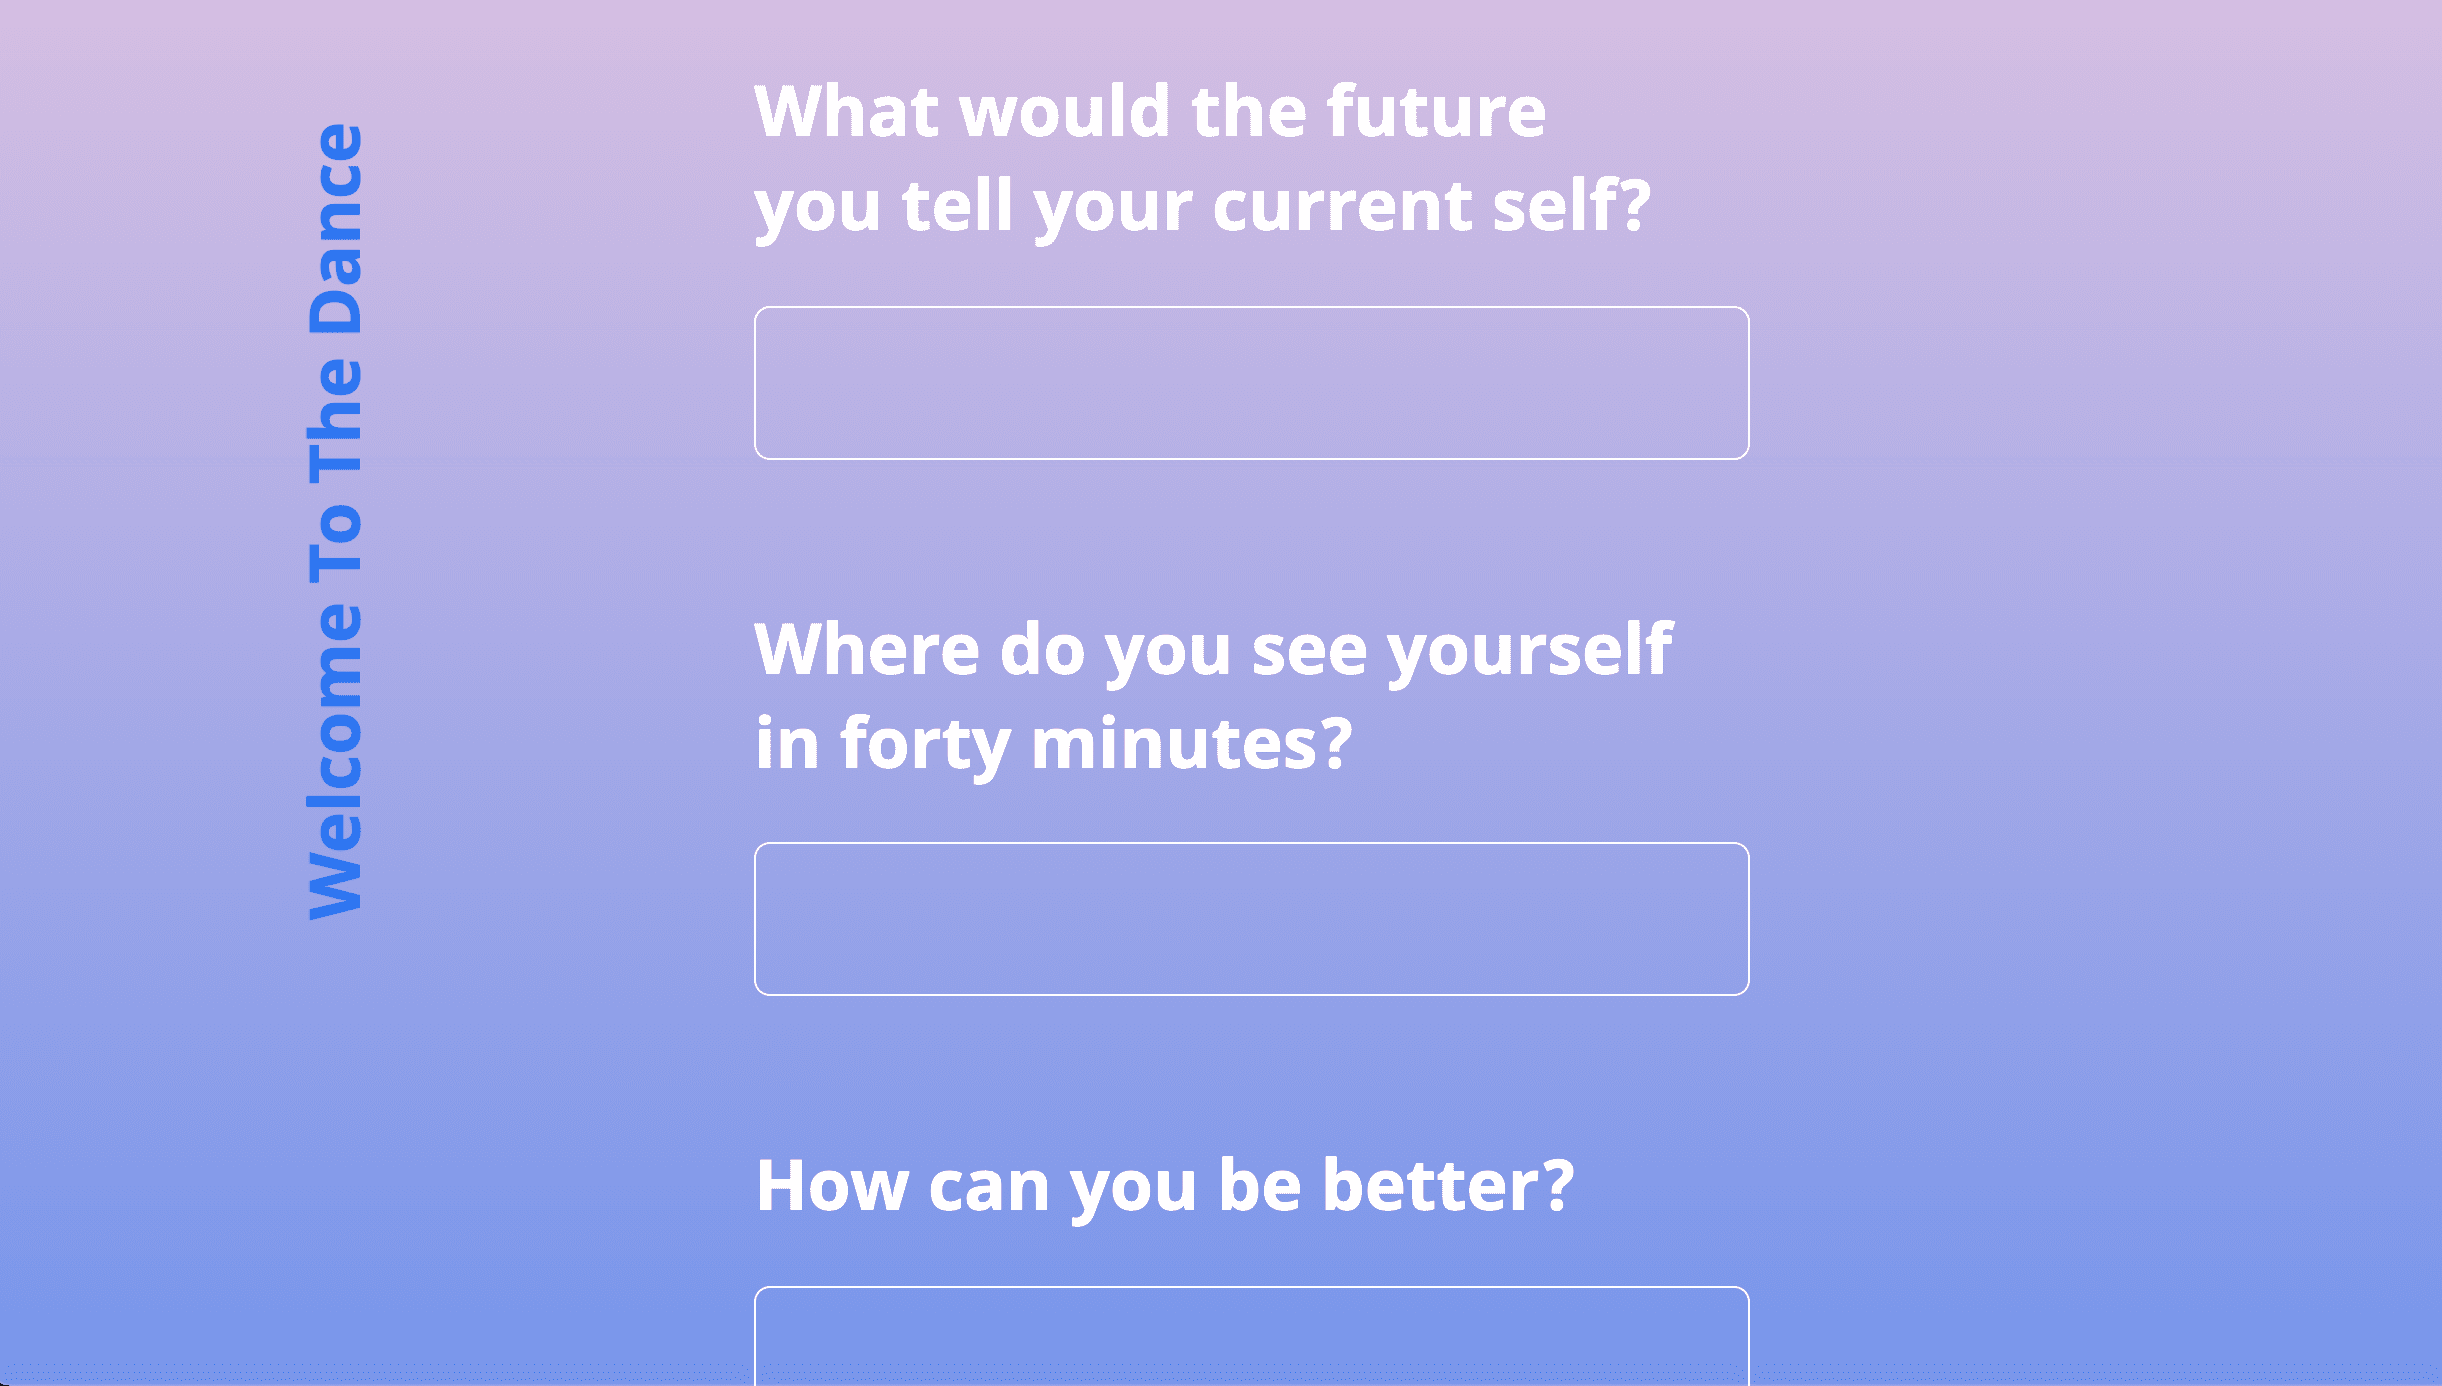 Welcome To The Dance
What would the future
you tell your current self?
Where do you see yourself
in forty minutes?
How can you be better?